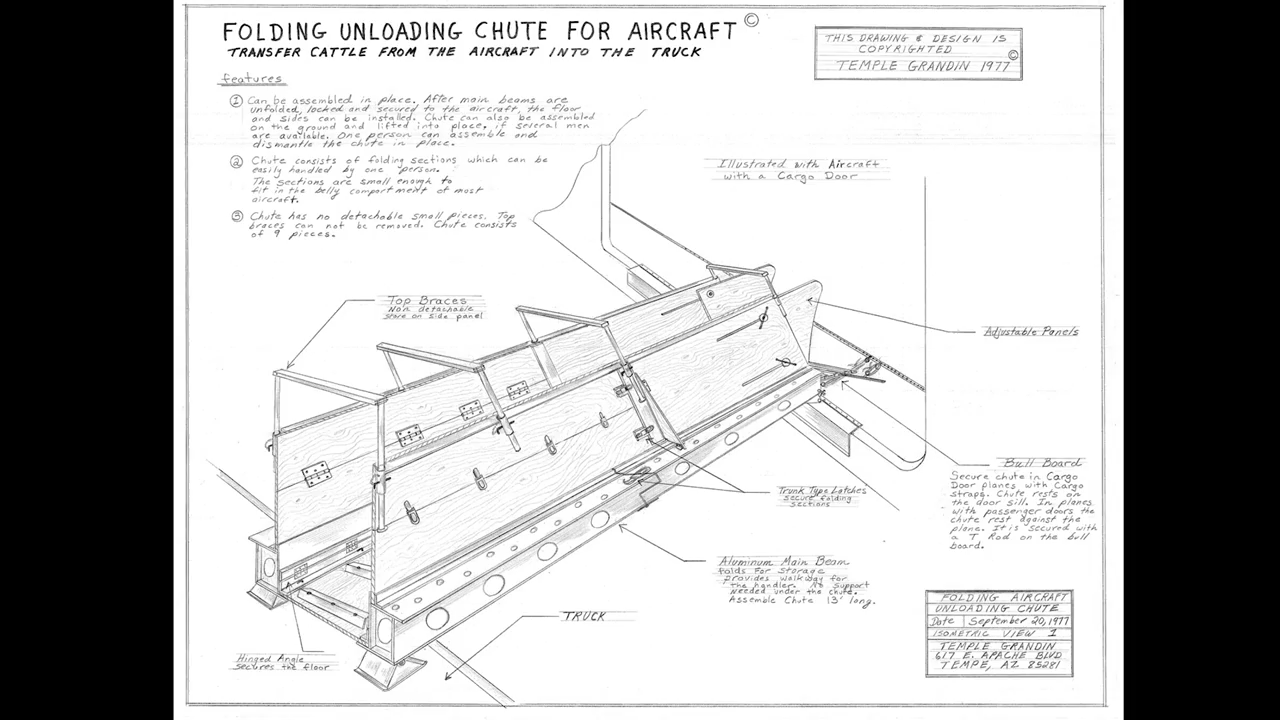 FOLDING UNLOADING CHUTE FOR AIRCRAFT ©
TRANSFER CATTLE FROM THE AIRCRAFT INTO THE TRUCK
THIS DRAWING & DESIGN IS
COPYRIGHTED ©
TEMPLE GRANDIN 1977
features
① Can be assembled in place. After main beams are
unfolded, locked and secured to the aircraft, the floor
and sides can be installed. Chute can also be assembled
on the ground and lifted into place, if several men
are available. One person can assemble and
dismantle the chute in place.
② Chute consists of folding sections which can be
easily handled by one person.
The sections are small enough to
fit in the belly compartment of most
aircraft.
③ Chute has no detachable small pieces. Top
braces can not be removed. Chute consists
of 9 pieces.
Illustrated with Aircraft
with a Cargo Door
Top Braces
Non detachable
store on side panel
Adjustable Panels
Bull Board
Secure chute in Cargo
Door planes with Cargo
straps. Chute rests on
the door sill. In planes
with passenger doors the
chute rest against the
plane. It is secured with
a T Rod on the bull
board.
Trunk Type Latches
secure folding
sections
Aluminum Main Beam
folds For Storage
provides walkway for
the handler. No support
needed under the chute.
Assemble Chute 13' long.
TRUCK
Hinged Angle
secures the floor
FOLDING AIRCRAFT
UNLOADING CHUTE
Date September 20, 1977
ISOMETRIC VIEW 1
TEMPLE GRANDIN
617 E. APACHE BLVD
TEMPE, AZ 85281